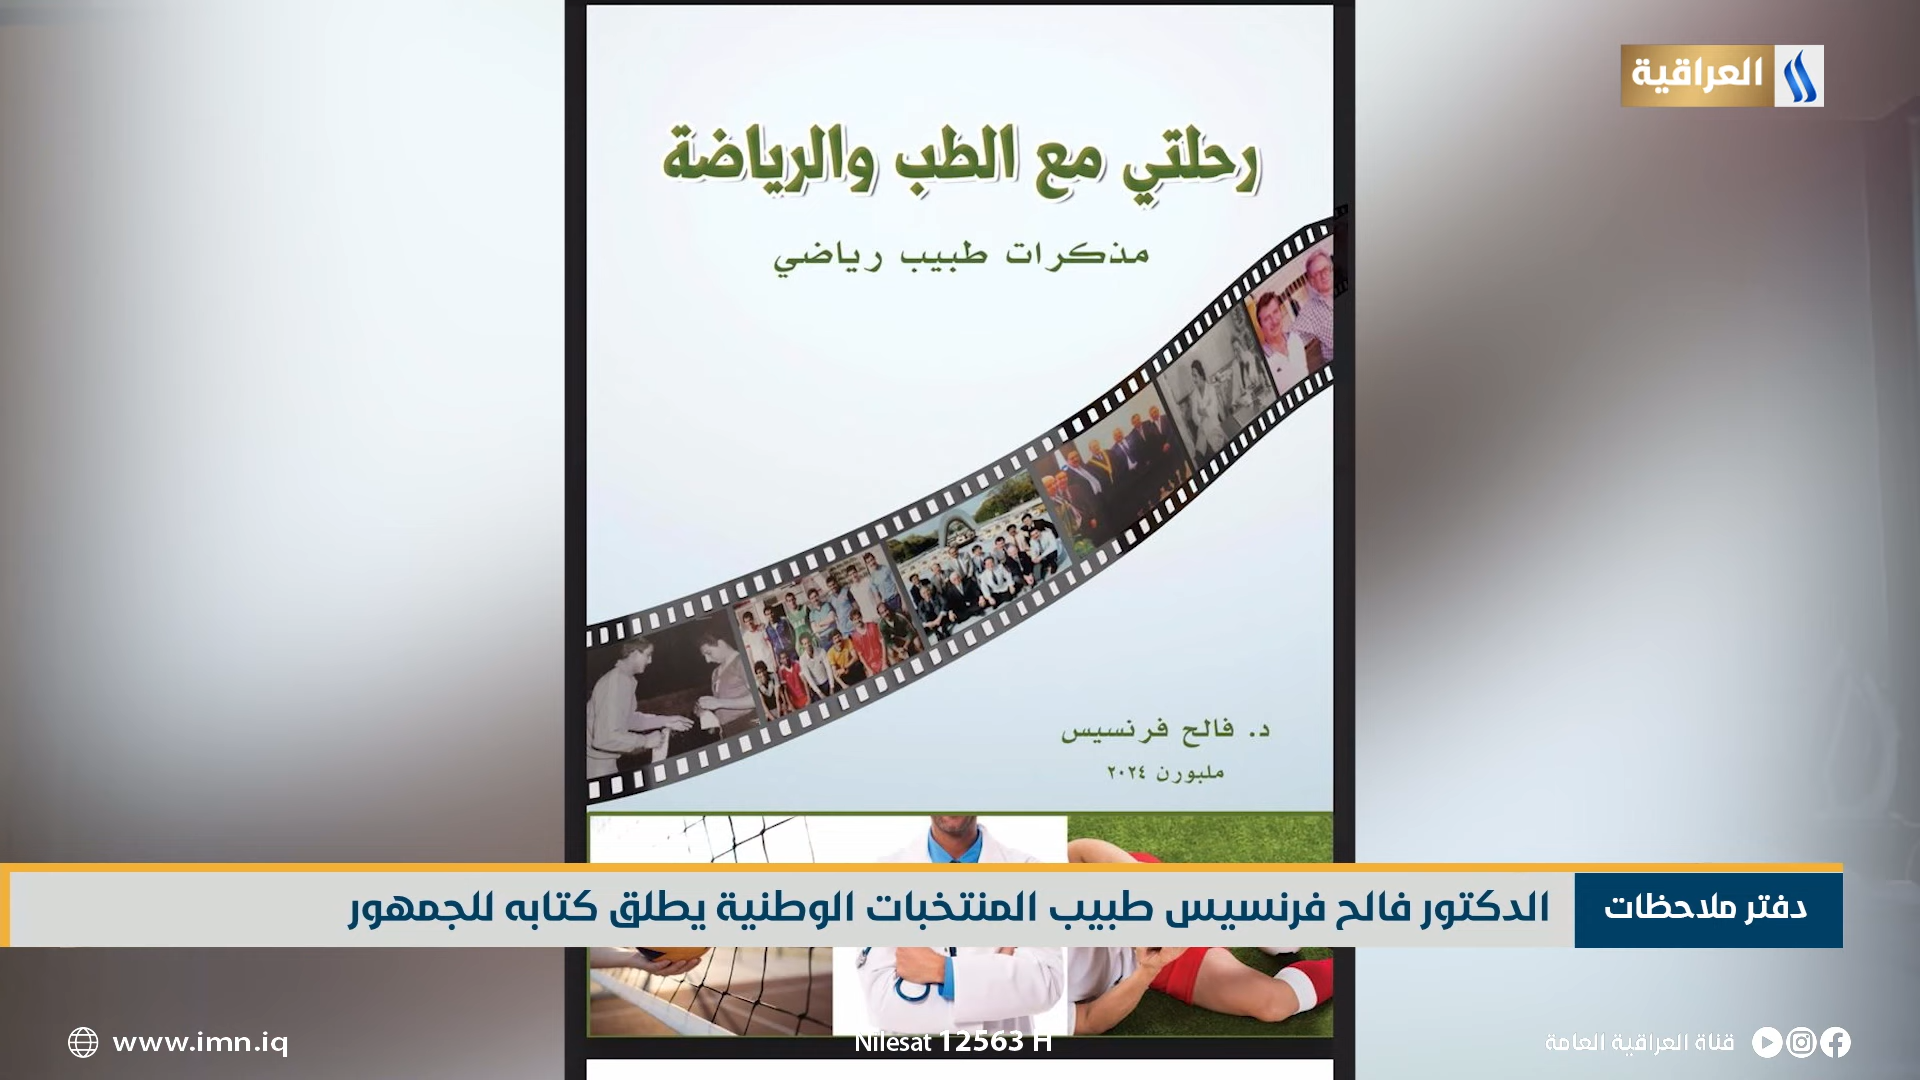 العراقية
رحلتي مع الطب والرياضة
مذكرات طبيب رياضي
د. فالح فرنسيس
ملبورن ٢٠٢٤
دفتر ملاحظات
الدكتور فالح فرنسيس طبيب المنتخبات الوطنية يطلق كتابه للجمهور
www.imn.iq
Nilesat 12563 H
قناة العراقية العامة